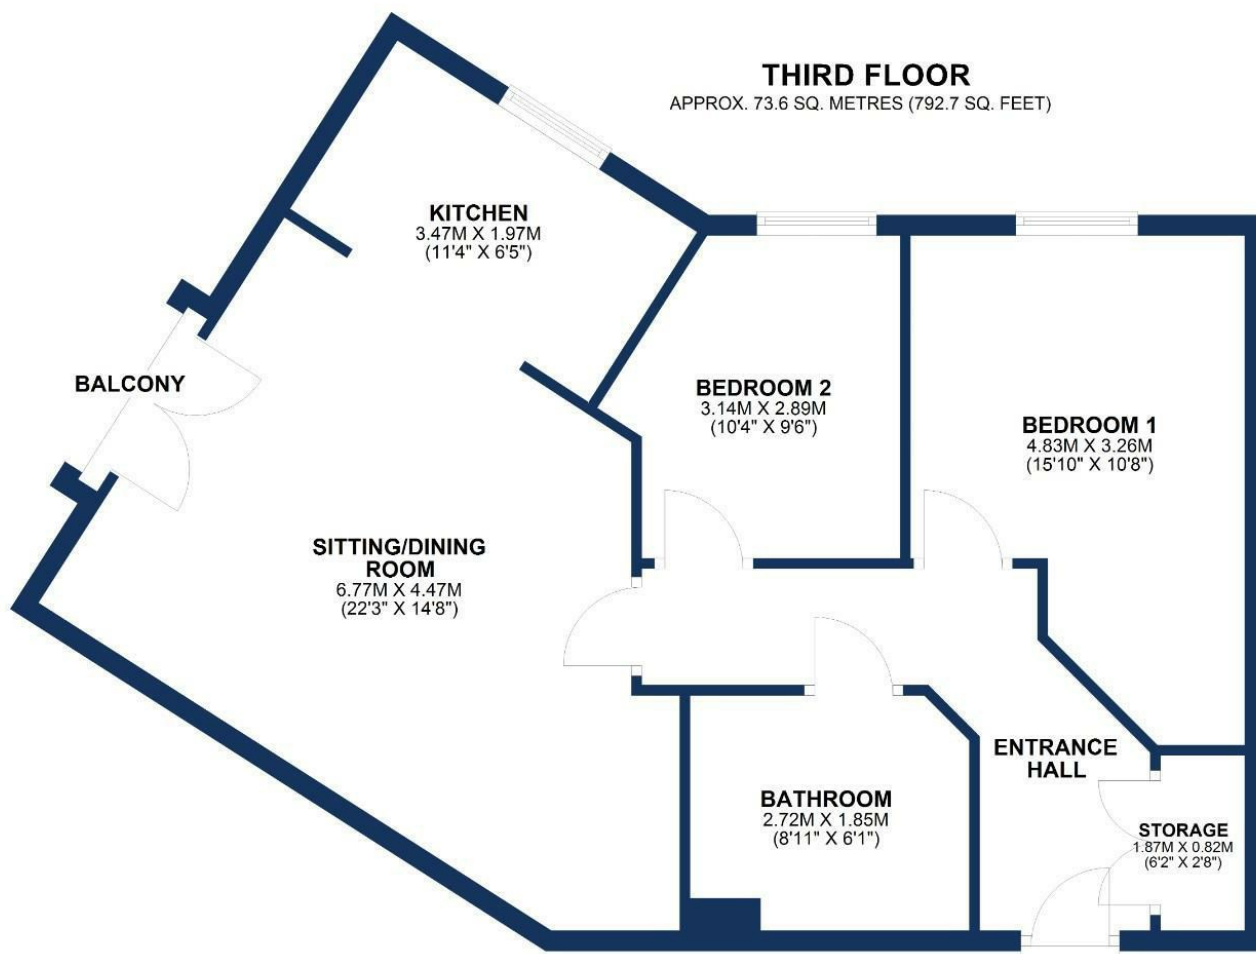 THIRD FLOOR
APPROX. 73.6 SQ. METRES (792.7 SQ. FEET)
KITCHEN
3.47M X 1.97M
(11'4" X 6'5")
BALCONY
BEDROOM 2
3.14M X 2.89M
(10'4" X 9'6")
BEDROOM 1
4.83M X 3.26M
(15'10" X 10'8")
SITTING/DINING
ROOM
6.77M X 4.47M
(22'3" X 14'8")
ENTRANCE
HALL
BATHROOM
2.72M X 1.85M
(8'11" X 6'1")
STORAGE
1.87M X 0.82M
(6'2" X 2'8")